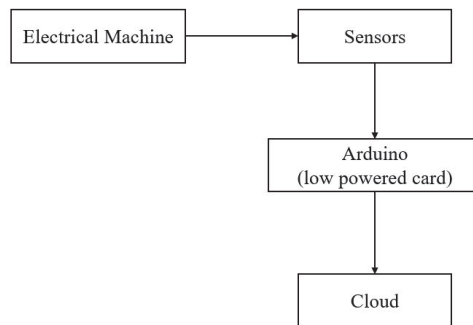 Electrical Machine
Sensors
Arduino
(low powered card)
Cloud